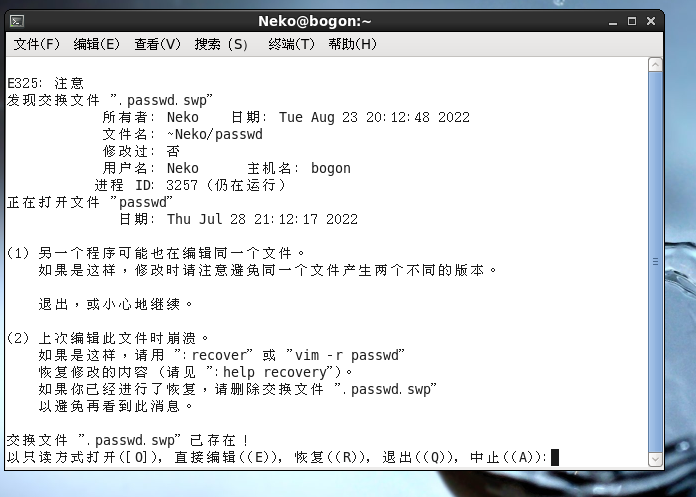 Neko@bogon:~
文件(F) 编辑(E) 查看(V) 搜索 (S) 终端(T) 帮助(H)
E325: 注意
发现交换文件 ".passwd.swp"
所有者: Neko 日期: Tue Aug 23 20:12:48 2022
文件名: ~Neko/passwd
修改过: 否
用户名: Neko 主机名: bogon
进程 ID: 3257 (仍在运行)
正在打开文件 "passwd"
日期: Thu Jul 28 21:12:17 2022
(1) 另一个程序可能也在编辑同一个文件。
如果是这样，修改时请注意避免同一个文件产生两个不同的版本。
退出，或小心地继续。
(2) 上次编辑此文件时崩溃。
如果是这样，请用 ":recover" 或 "vim -r passwd"
恢复修改的内容 (请见 ":help recovery")。
如果你已经进行了恢复，请删除交换文件 ".passwd.swp"
以避免再看到此消息。
交换文件 ".passwd.swp" 已存在！
以只读方式打开([O]), 直接编辑((E)), 恢复((R)), 退出((Q)), 中止((A)):